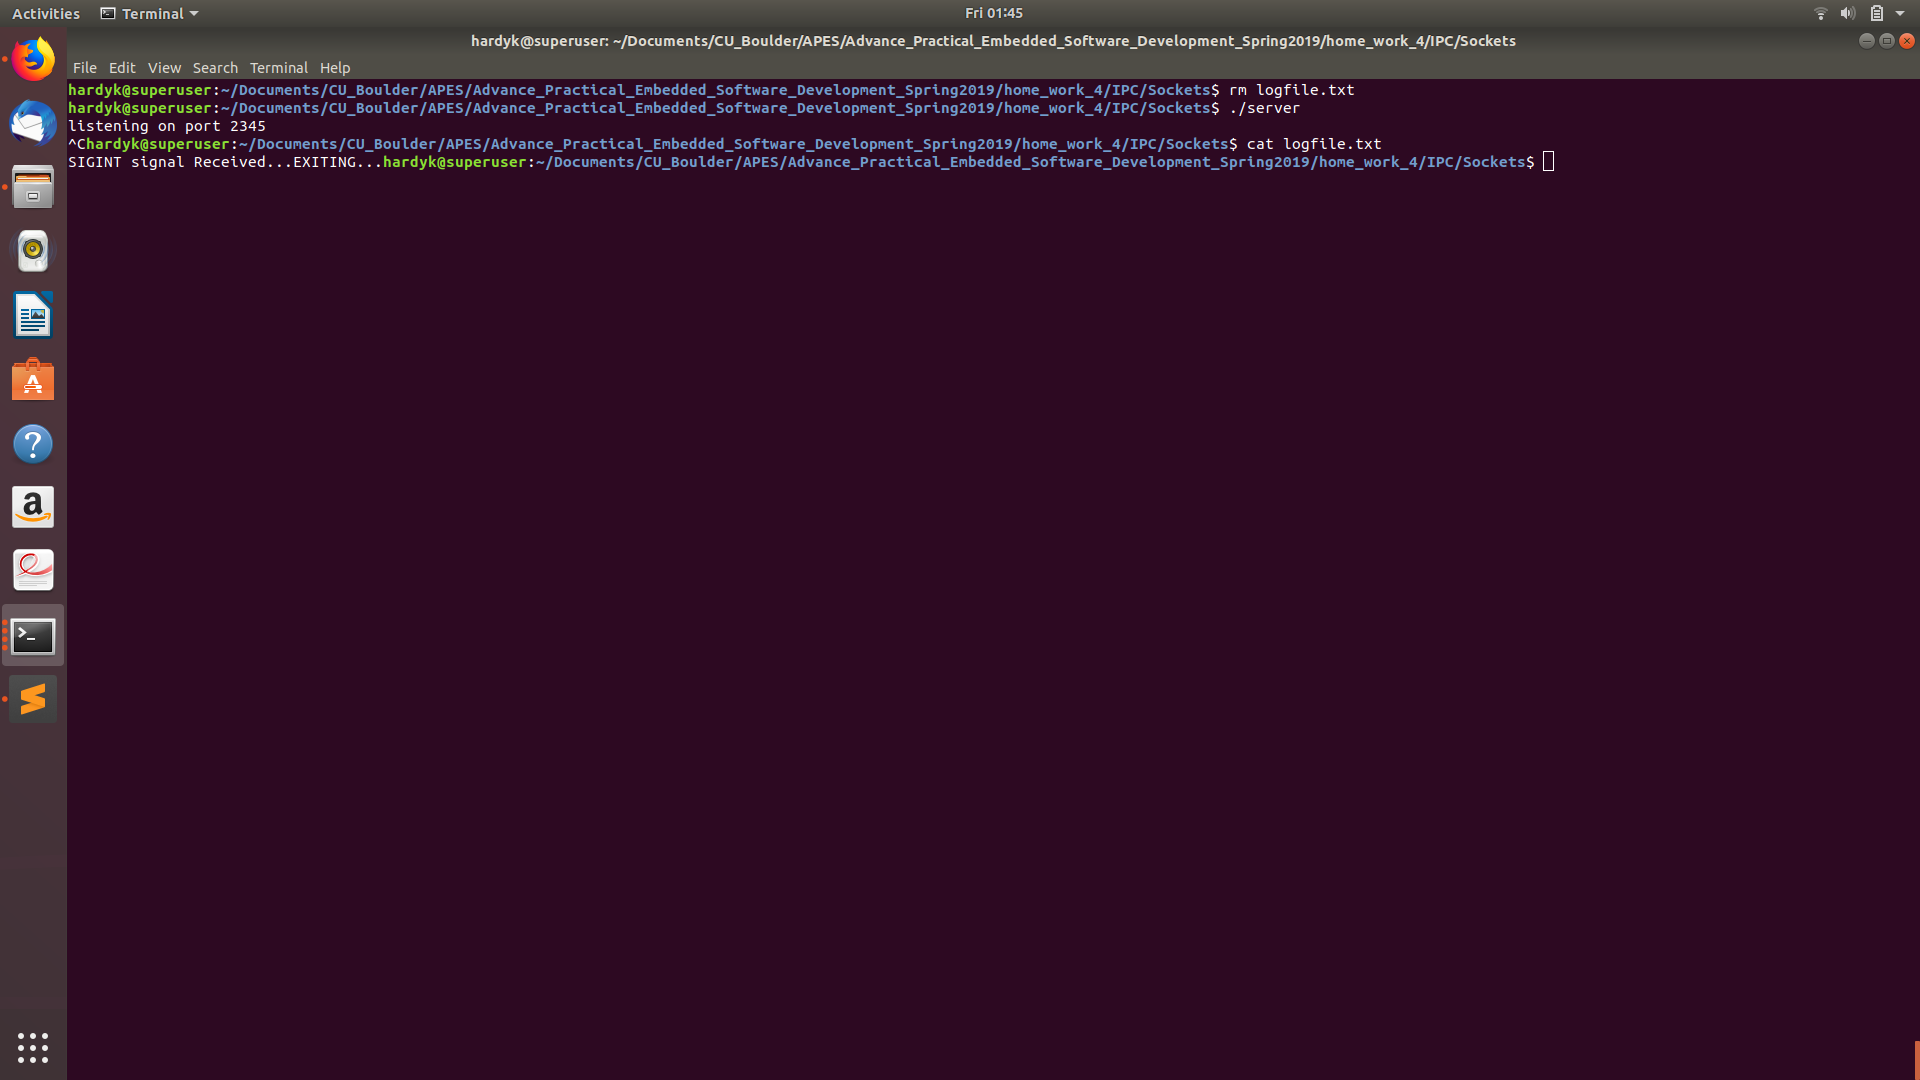 Activities Terminal Fri 01:45
hardyk@superuser: ~/Documents/CU_Boulder/APES/Advance_Practical_Embedded_Software_Development_Spring2019/home_work_4/IPC/Sockets
File Edit View Search Terminal Help
hardyk@superuser:~/Documents/CU_Boulder/APES/Advance_Practical_Embedded_Software_Development_Spring2019/home_work_4/IPC/Sockets$ rm logfile.txt
hardyk@superuser:~/Documents/CU_Boulder/APES/Advance_Practical_Embedded_Software_Development_Spring2019/home_work_4/IPC/Sockets$ ./server
listening on port 2345
^Chardyk@superuser:~/Documents/CU_Boulder/APES/Advance_Practical_Embedded_Software_Development_Spring2019/home_work_4/IPC/Sockets$ cat logfile.txt
SIGINT signal Received...EXITING...hardyk@superuser:~/Documents/CU_Boulder/APES/Advance_Practical_Embedded_Software_Development_Spring2019/home_work_4/IPC/Sockets$